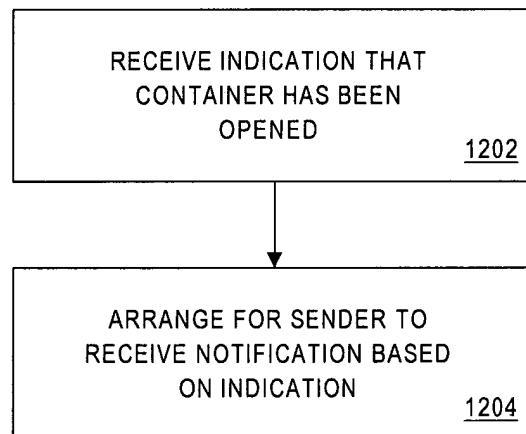 RECEIVE INDICATION THAT
CONTAINER HAS BEEN
OPENED
1202
ARRANGE FOR SENDER TO
RECEIVE NOTIFICATION BASED
ON INDICATION
1204